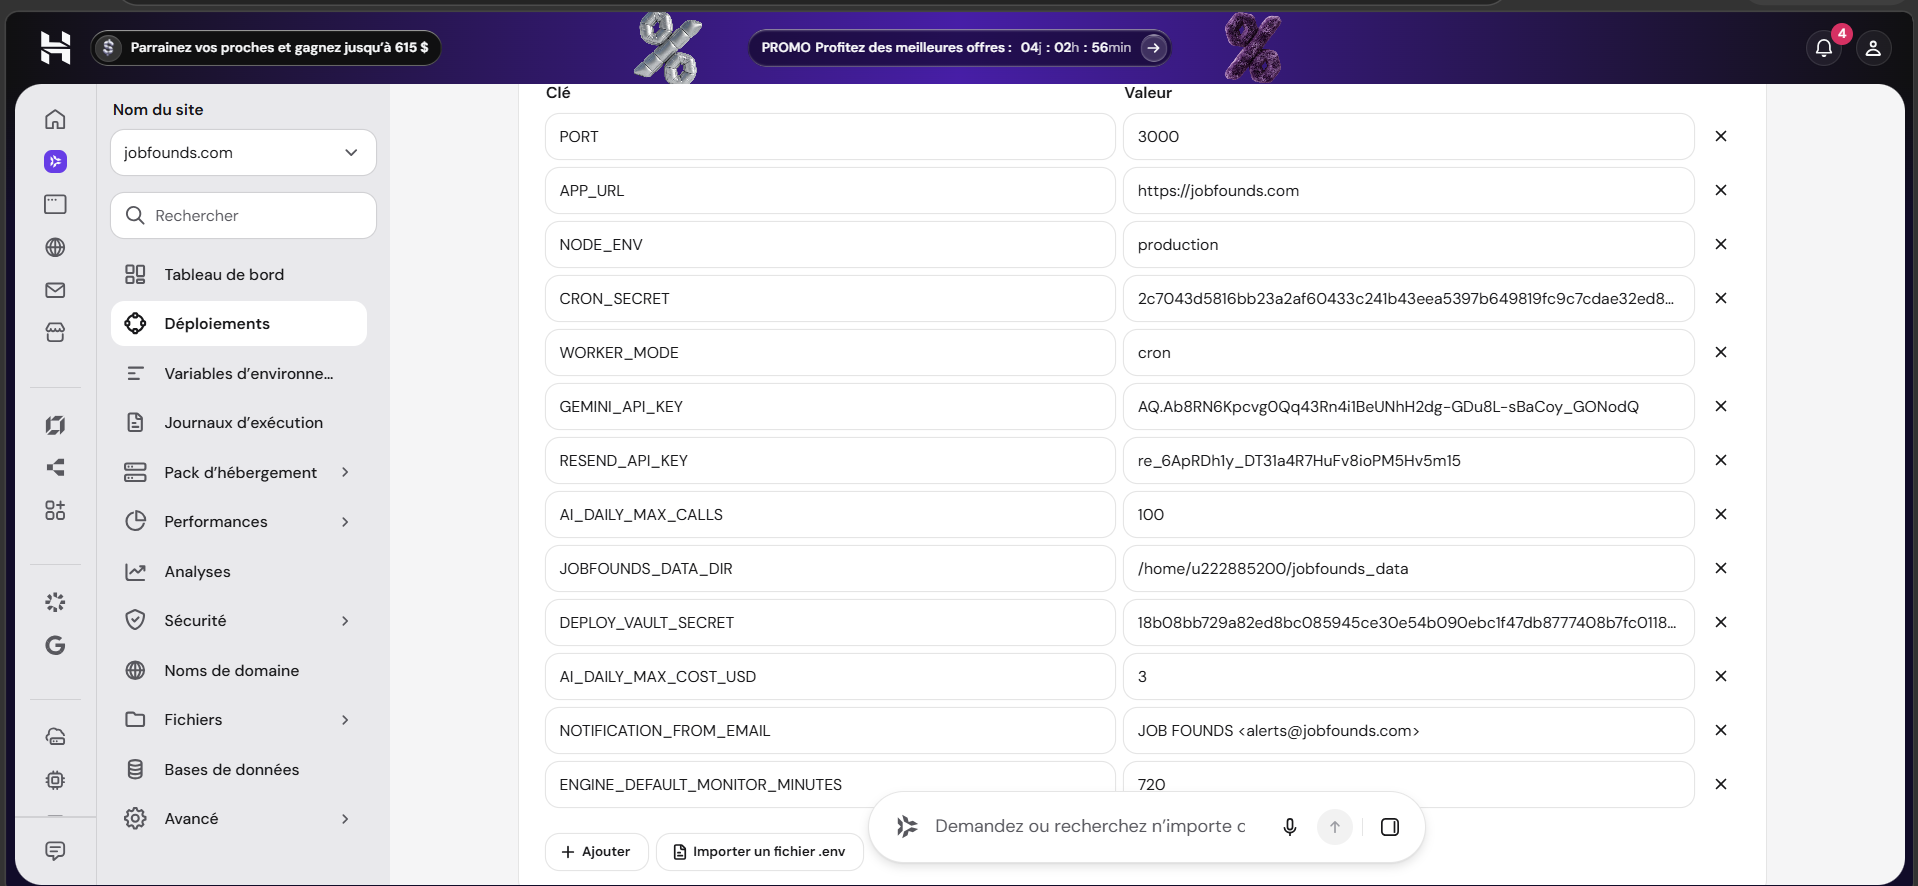 Parrainez vos proches et gagnez jusqu'à 615 $
PROMO Profitez des meilleures offres : 04j : 02h : 56min
4
Nom du site
jobfounds.com
Rechercher
Tableau de bord
Déploiements
Variables d'environne...
Journaux d'exécution
Pack d'hébergement
Performances
Analyses
Sécurité
Noms de domaine
Fichiers
Bases de données
Avancé
Clé Valeur
PORT 3000
APP_URL https://jobfounds.com
NODE_ENV production
CRON_SECRET 2c7043d5816bb23a2af60433c241b43eea5397b649819fc9c7cdae32ed8...
WORKER_MODE cron
GEMINI_API_KEY AQ.Ab8RN6Kpcvg0Qq43Rn4i1BeUNhH2dg-GDu8L-sBaCoy_GONodQ
RESEND_API_KEY re_6ApRDh1y_DT31a4R7HuFv8ioPM5Hv5m15
AI_DAILY_MAX_CALLS 100
JOBFOUNDS_DATA_DIR /home/u222885200/jobfounds_data
DEPLOY_VAULT_SECRET 18b08bb729a82ed8bc085945ce30e54b090ebc1f47db8777408b7fc0118...
AI_DAILY_MAX_COST_USD 3
NOTIFICATION_FROM_EMAIL JOB FOUNDS <alerts@jobfounds.com>
ENGINE_DEFAULT_MONITOR_MINUTES 720
Demandez ou recherchez n'importe c
+ Ajouter
Importer un fichier .env